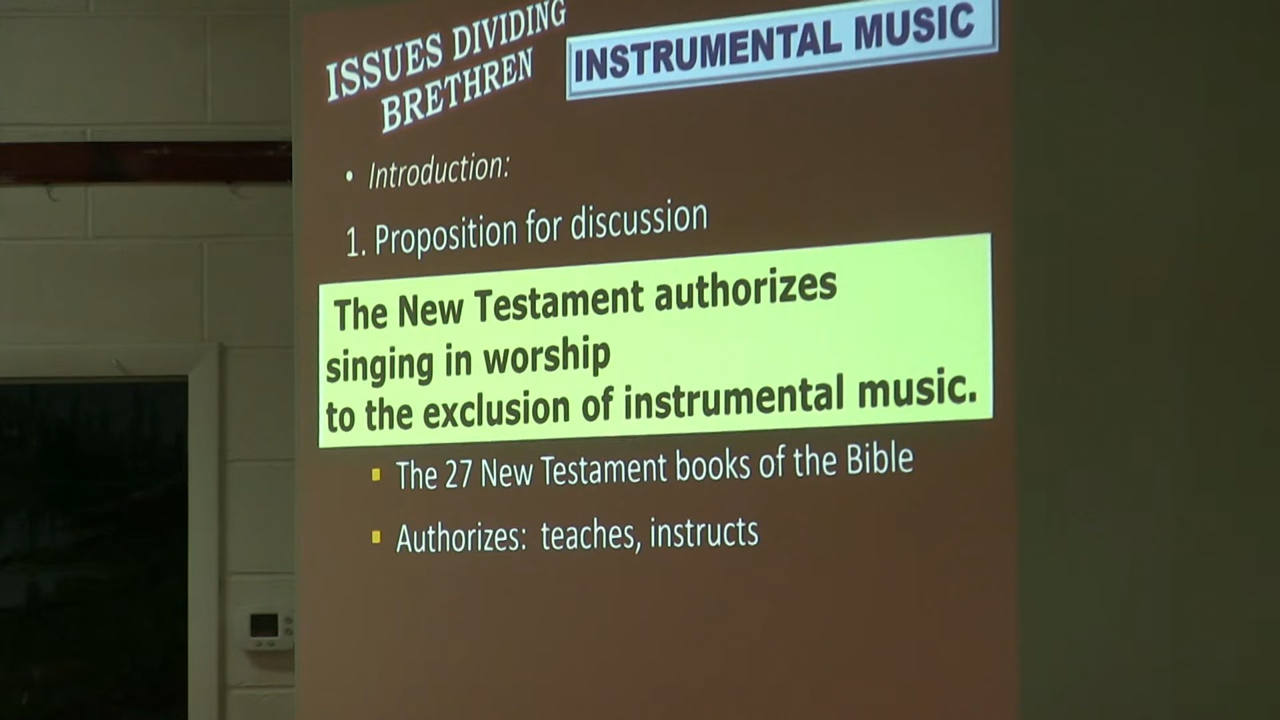 ISSUES DIVIDING
BRETHREN
INSTRUMENTAL MUSIC
• Introduction:
1. Proposition for discussion
The New Testament authorizes
singing in worship
to the exclusion of instrumental music.
▪ The 27 New Testament books of the Bible
▪ Authorizes: teaches, instructs